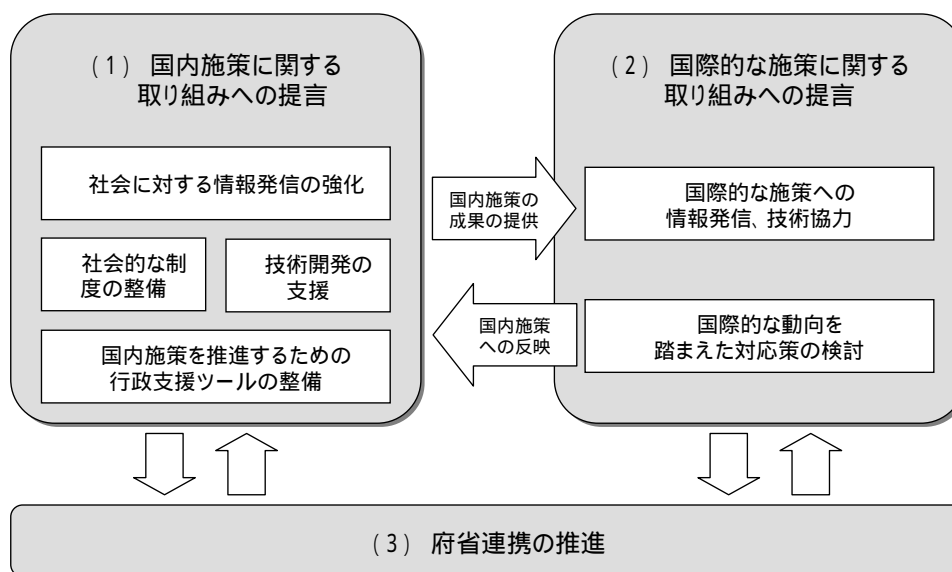 (1) 国内施策に関する
取り組みへの提言
社会に対する情報発信の強化
社会的な制
度の整備
技術開発の
支援
国内施策を推進するための
行政支援ツールの整備
国内施策の
成果の提供
国内施策
への反映
(2) 国際的な施策に関する
取り組みへの提言
国際的な施策への
情報発信、技術協力
国際的な動向を
踏まえた対応策の検討
(3) 府省連携の推進